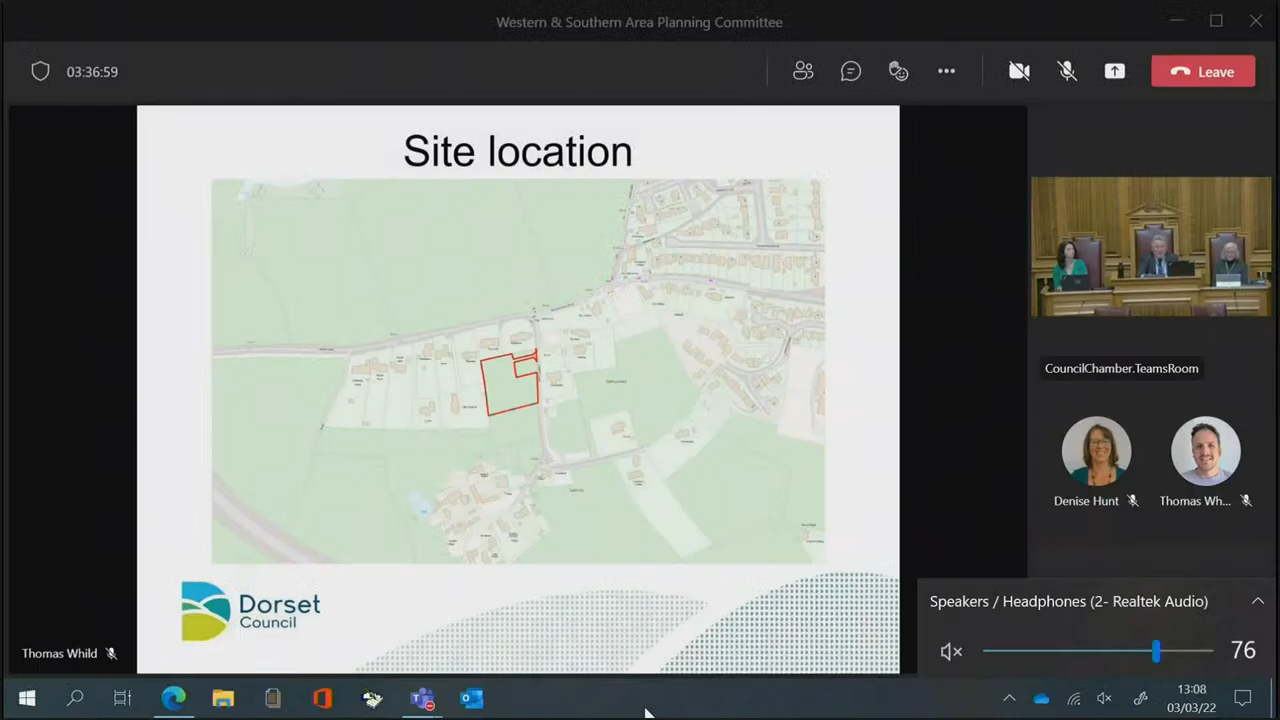 Western & Southern Area Planning Committee
03:36:59
Leave
Site location
CouncilChamber.TeamsRoom
Denise Hunt
Thomas Wh...
Dorset
Council
Speakers / Headphones (2- Realtek Audio)
76
Thomas Whild
13:08
03/03/22